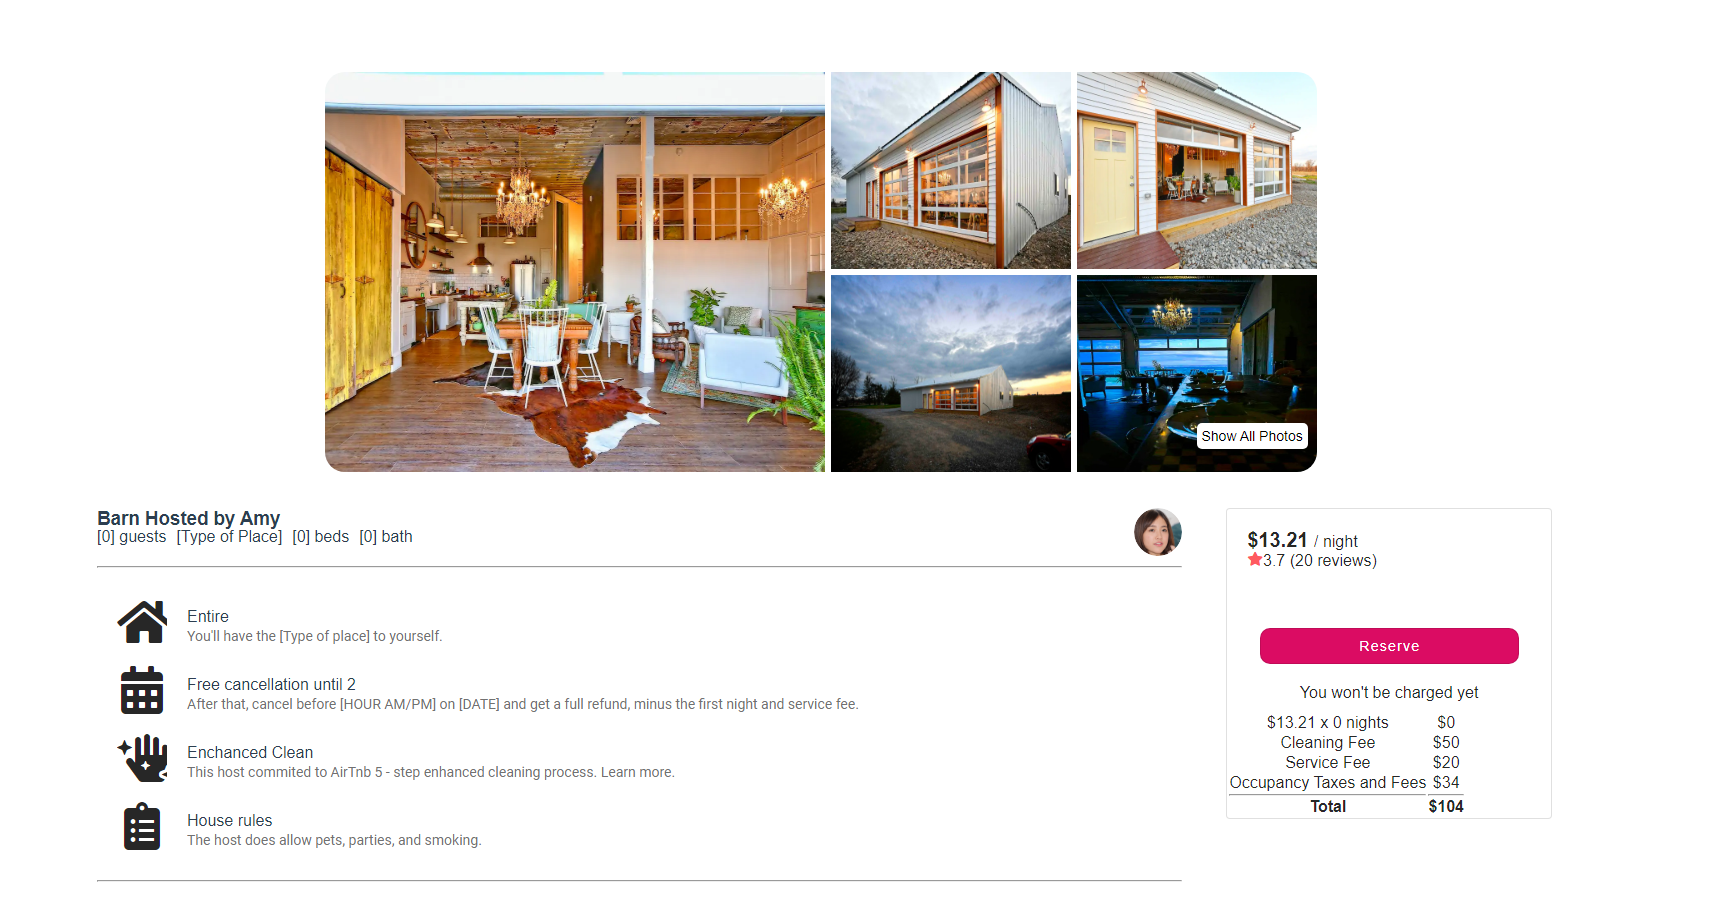 Show All Photos
Barn Hosted by Amy
[0] guests [Type of Place] [0] beds [0] bath
Entire
You'll have the [Type of place] to yourself.
Free cancellation until 2
After that, cancel before [HOUR AM/PM] on [DATE] and get a full refund, minus the first night and service fee.
Enchanced Clean
This host commited to AirTnb 5 - step enhanced cleaning process. Learn more.
House rules
The host does allow pets, parties, and smoking.
$13.21 / night
3.7 (20 reviews)
Reserve
You won't be charged yet
$13.21 x 0 nights $0
Cleaning Fee $50
Service Fee $20
Occupancy Taxes and Fees $34
Total $104